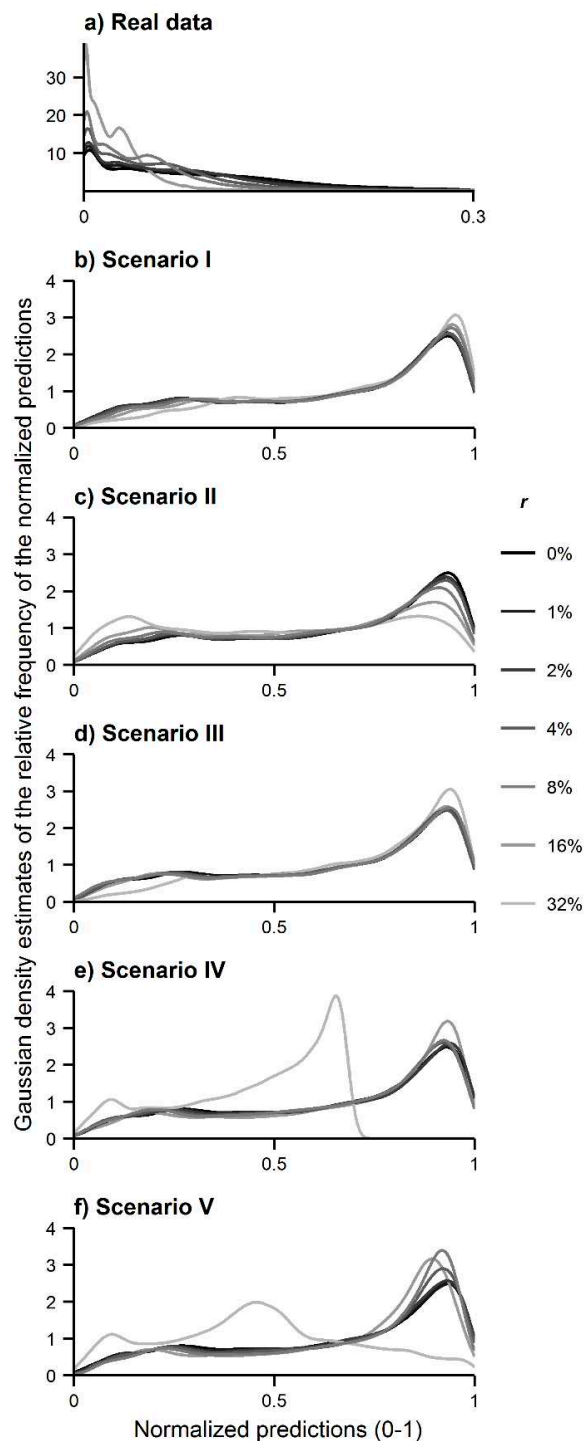 a) Real data
30
20
10
0 0.3
b) Scenario I
4
3
2
1
0
0 0.5 1
c) Scenario II
4
3
2
1
0
0 0.5 1
d) Scenario III
4
3
2
1
0
0 0.5 1
e) Scenario IV
4
3
2
1
0
0 0.5 1
f) Scenario V
4
3
2
1
0
0 0.5 1
Normalized predictions (0-1)
Gaussian density estimates of the relative frequency of the normalized predictions
r
0%
1%
2%
4%
8%
16%
32%